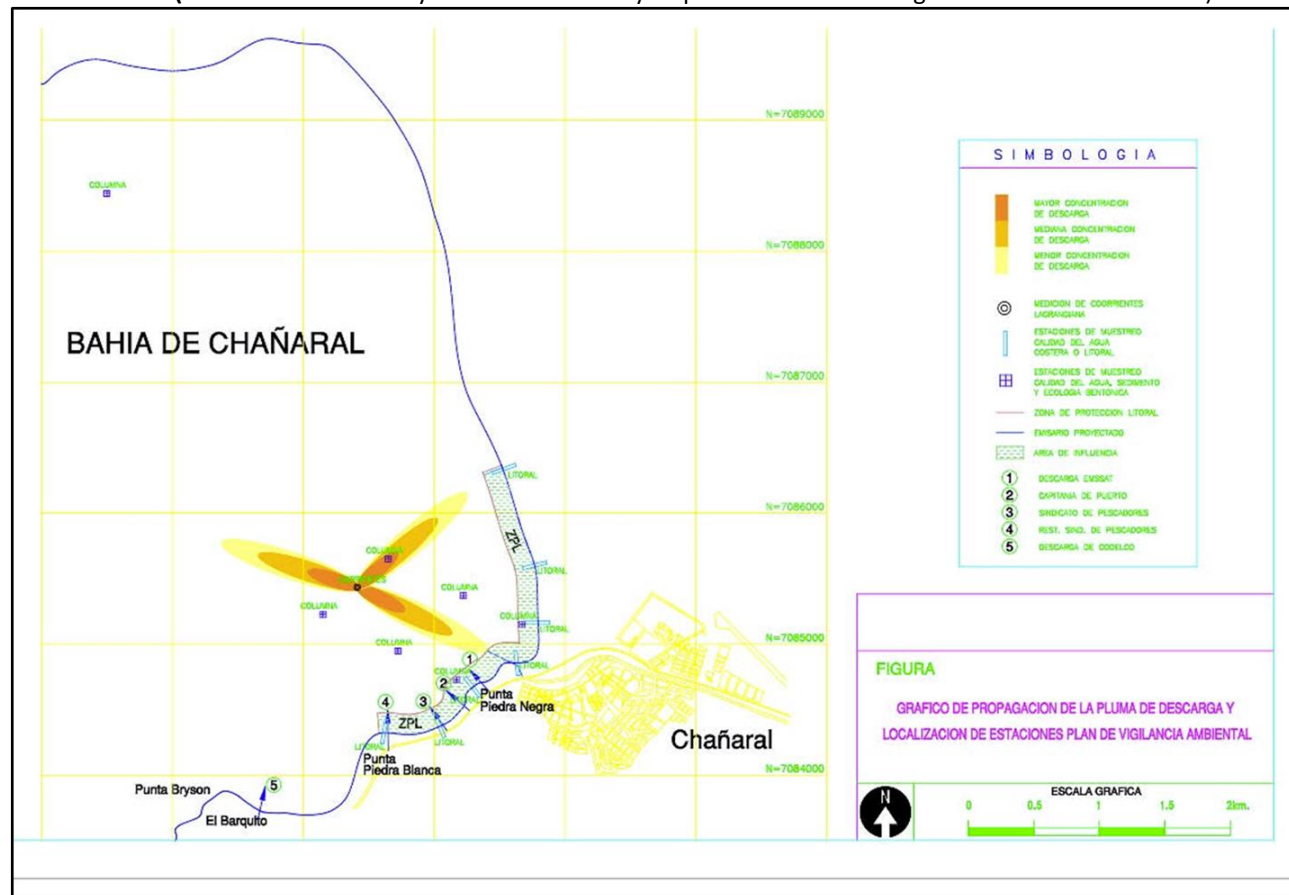 N=7089000
COLUMNA
N=7088000
BAHIA DE CHAÑARAL
N=7087000
LITORAL
N=7086000
ZPL
COLUMNA
LITORAL
COLUMNA
COLUMNA
COLUMNA
LITORAL
COLUMNA
N=7085000
1
LITORAL
COLUMNA
2
LITORAL
Punta
Piedra Negra
4
3
ZPL
LITORAL
LITORAL
Chañaral
Punta
Piedra Blanca
N=7084000
5
Punta Bryson
El Barquito
SIMBOLOGIA
MAYOR CONCENTRACION
DE DESCARGA
MEDIANA CONCENTRACION
DE DESCARGA
MENOR CONCENTRACION
DE DESCARGA
MEDICION DE CORRIENTES
LAGRANGIANA
ESTACIONES DE MUESTREO
CALIDAD DEL AGUA
COSTERA O LITORAL
ESTACIONES DE MUESTREO
CALIDAD DEL AGUA, SEDIMENTO
Y ECOLOGIA BENTONICA
ZONA DE PROTECCION LITORAL
EMISARIO PROYECTADO
AREA DE INFLUENCIA
1 DESCARGA EMSSAT
2 CAPITANIA DE PUERTO
3 SINDICATO DE PESCADORES
4 REST. SIND. DE PESCADORES
5 DESCARGA DE CODELCO
FIGURA
GRAFICO DE PROPAGACION DE LA PLUMA DE DESCARGA Y
LOCALIZACION DE ESTACIONES PLAN DE VIGILANCIA AMBIENTAL
N
ESCALA GRAFICA
0 0.5 1 1.5 2km.